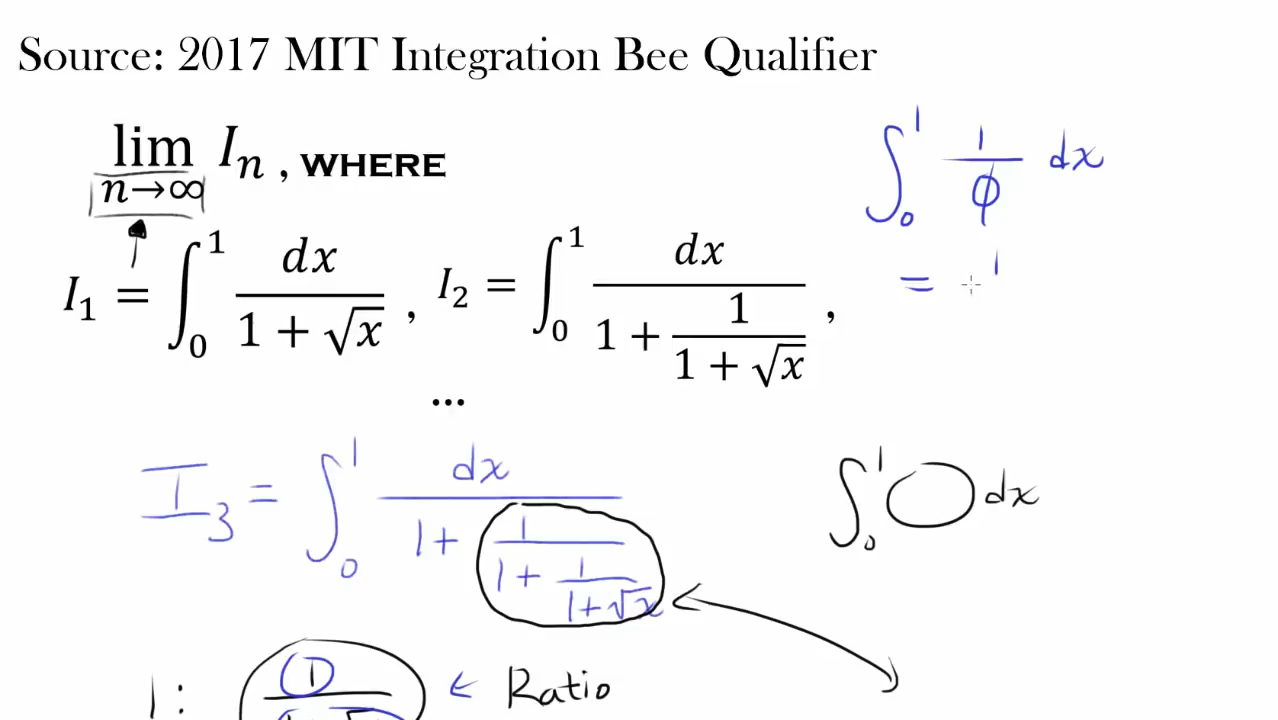 Source: 2017 MIT Integration Bee Qualifier
lim n→∞ Iₙ , WHERE
I₁ = ∫₀¹ dx / (1 + √x) , I₂ = ∫₀¹ dx / (1 + 1 / (1 + √x)) ,
...
∫₀¹ 1/ϕ dx
=
I₃ = ∫₀¹ dx / (1 + 1 / (1 + 1 / (1 + √x)))
∫₀¹ dx
1 : 1
← Ratio